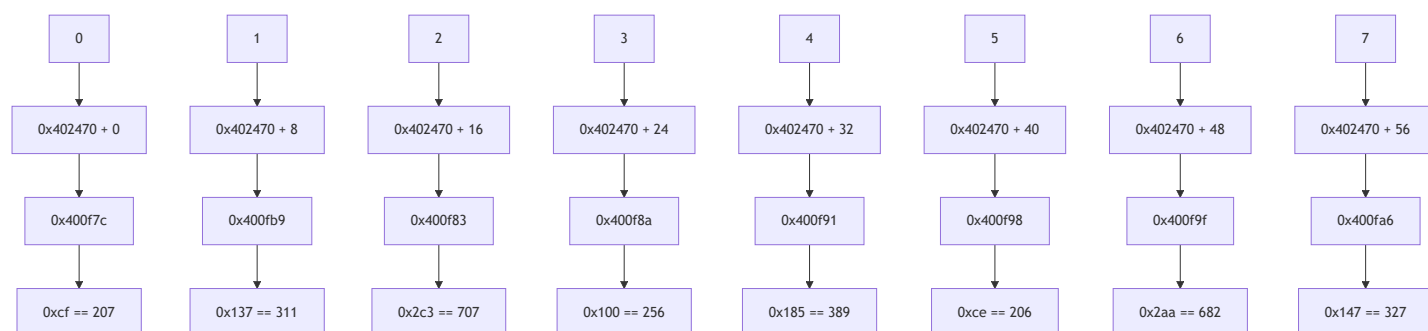 0
1
2
3
4
5
6
7
0x402470 + 0
0x402470 + 8
0x402470 + 16
0x402470 + 24
0x402470 + 32
0x402470 + 40
0x402470 + 48
0x402470 + 56
0x400f7c
0x400fb9
0x400f83
0x400f8a
0x400f91
0x400f98
0x400f9f
0x400fa6
0xcf == 207
0x137 == 311
0x2c3 == 707
0x100 == 256
0x185 == 389
0xce == 206
0x2aa == 682
0x147 == 327